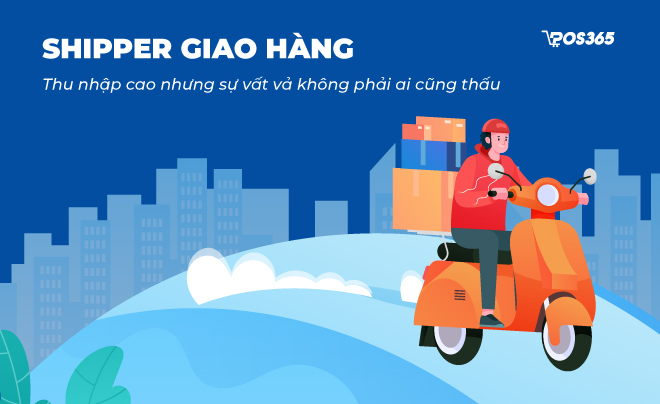 SHIPPER GIAO HÀNG
POS365
Thu nhập cao nhưng sự vất vả không phải ai cũng thấu